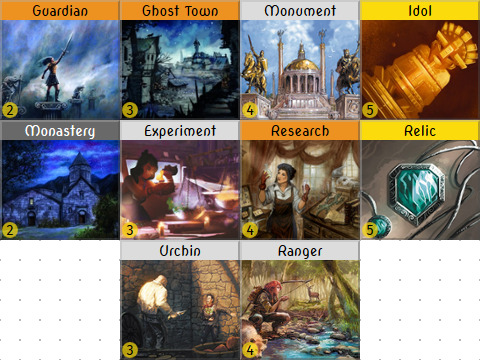 Guardian Ghost Town Monument Idol
2 3 4 5
Monastery Experiment Research Relic
2 3 4 5
Urchin Ranger
3 4